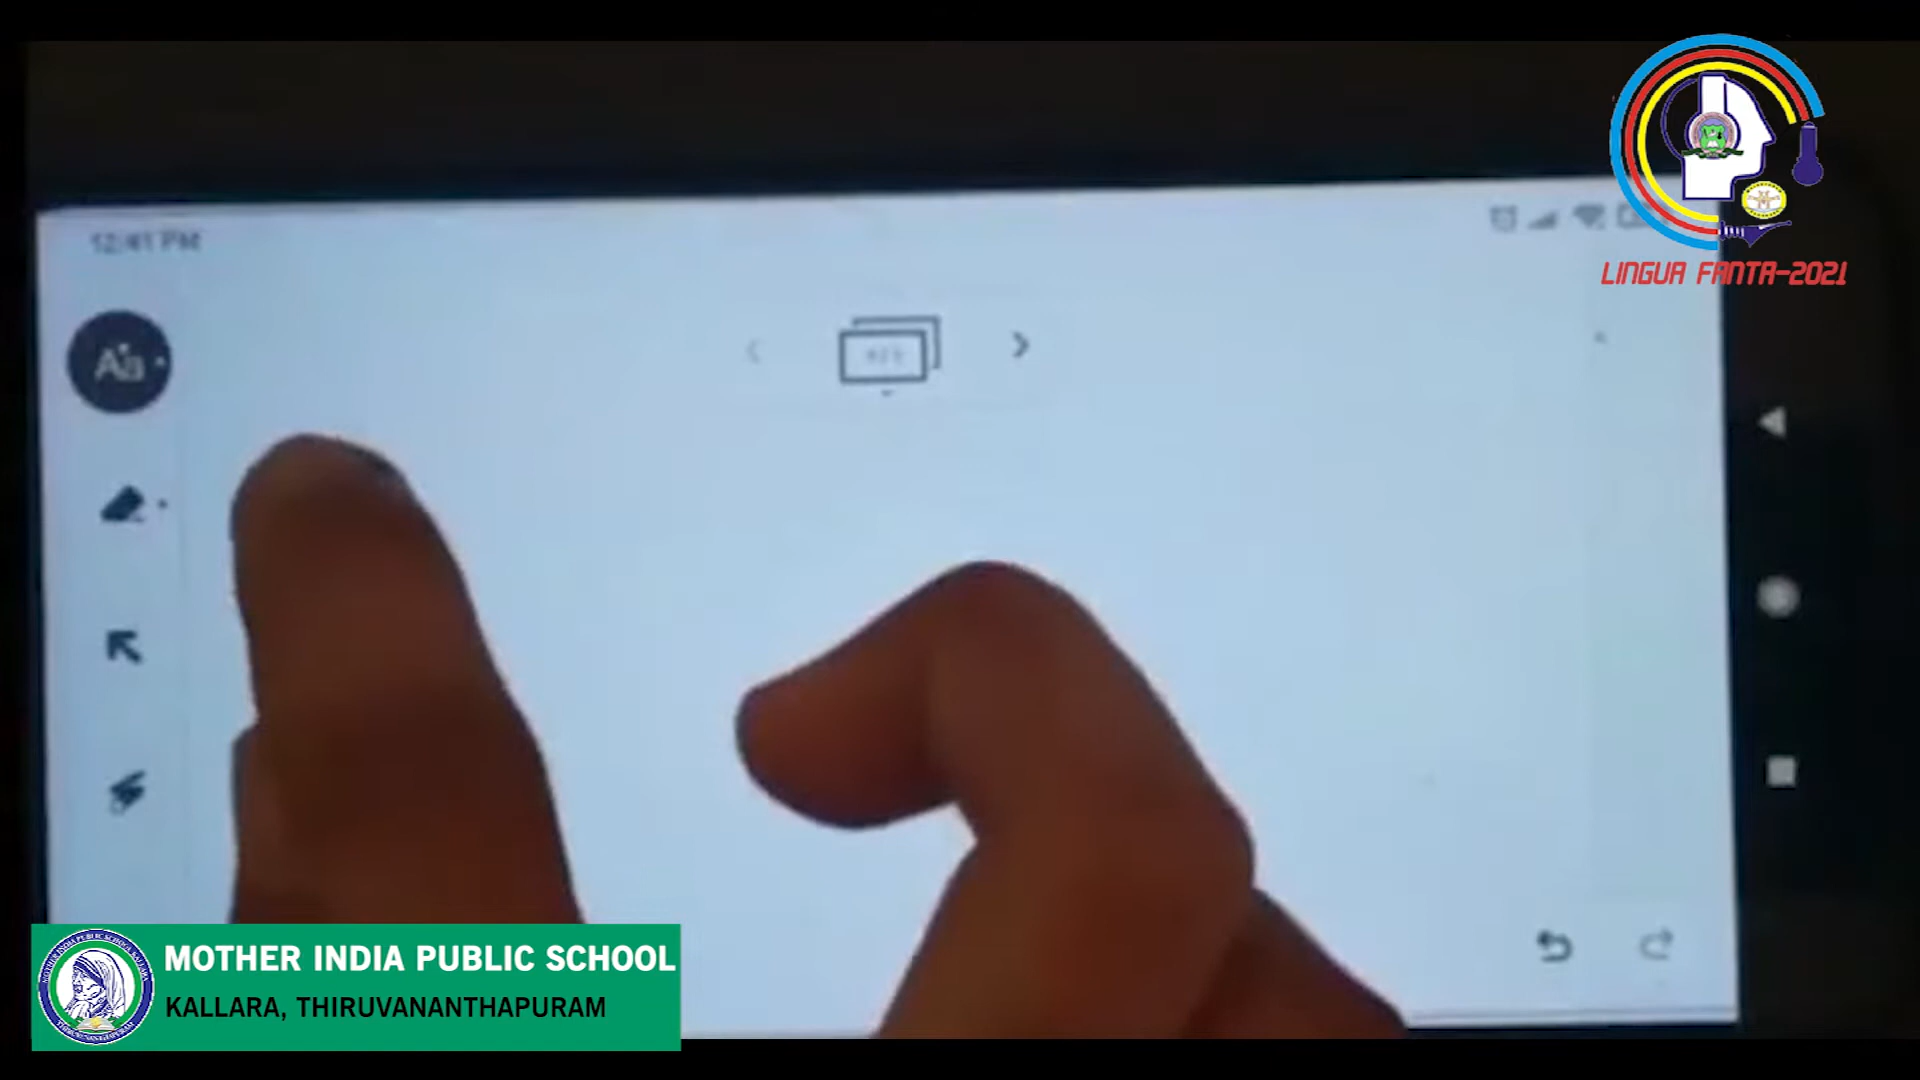 12:41 PM
LINGUA FANTA-2021
Aa
MOTHER INDIA PUBLIC SCHOOL
KALLARA, THIRUVANANTHAPURAM